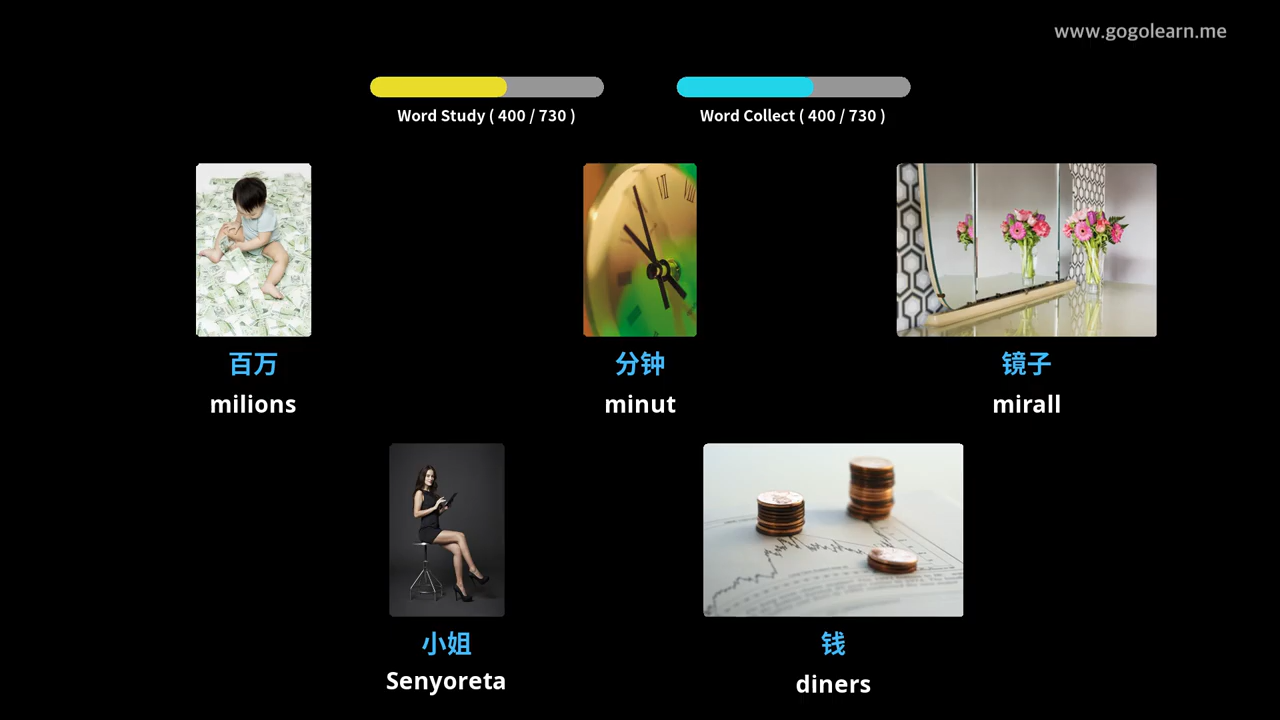 www.gogolearn.me
Word Study ( 400 / 730 )
Word Collect ( 400 / 730 )
百万
milions
分钟
minut
镜子
mirall
小姐
Senyoreta
钱
diners